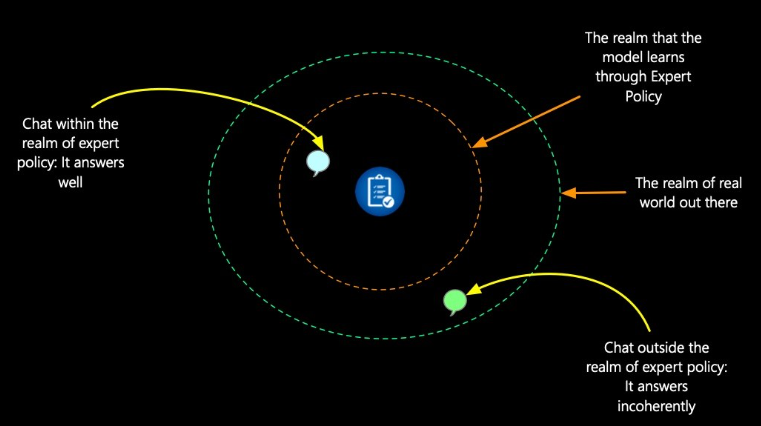 The realm that the
model learns
through Expert
Policy
Chat within the
realm of expert
policy: It answers
well
The realm of real
world out there
Chat outside the
realm of expert policy:
It answers
incoherently